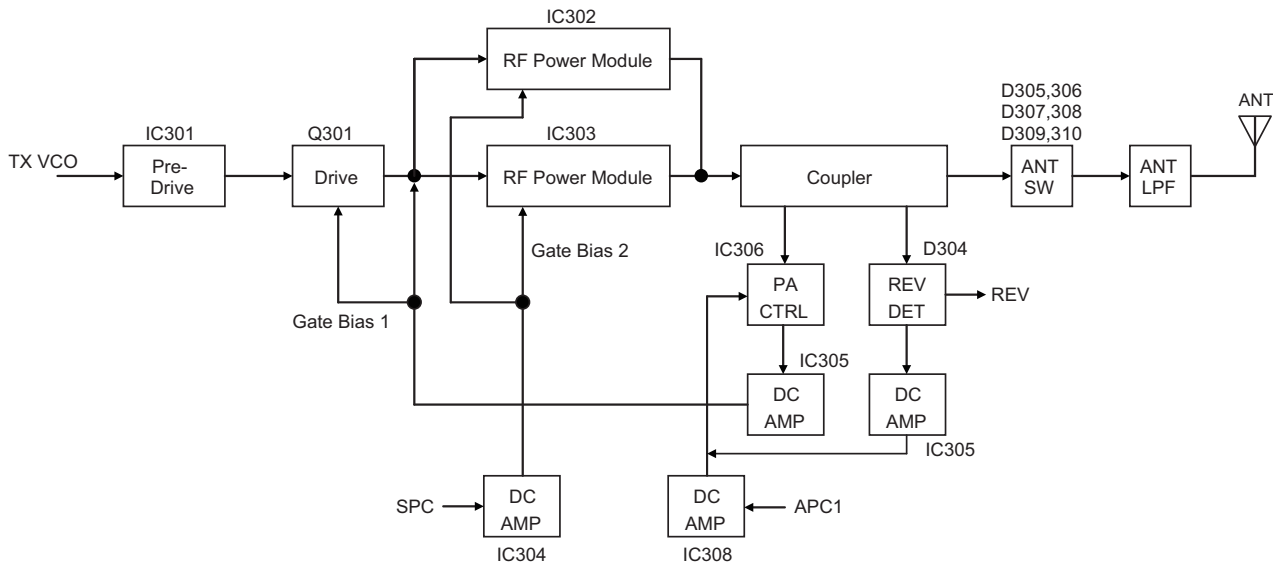 IC302
RF Power Module
D305,306
D307,308
D309,310
ANT
IC301
Q301
IC303
TX VCO
Pre-
Drive
Drive
RF Power Module
Coupler
ANT
SW
ANT
LPF
Gate Bias 2
IC306
D304
PA
CTRL
REV
DET
REV
Gate Bias 1
IC305
DC
AMP
DC
AMP
IC305
SPC
DC
AMP
DC
AMP
APC1
IC304
IC308